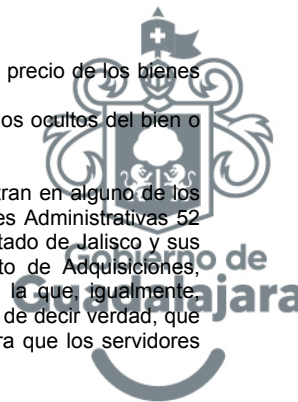 precio de los bienes
os ocultos del bien o
tran en alguno de los
es Administrativas 52
tado de Jalisco y sus
Gobierno de
to de Adquisiciones,
Guadalajara
la que, igualmente,
de decir verdad, que
ra que los servidores